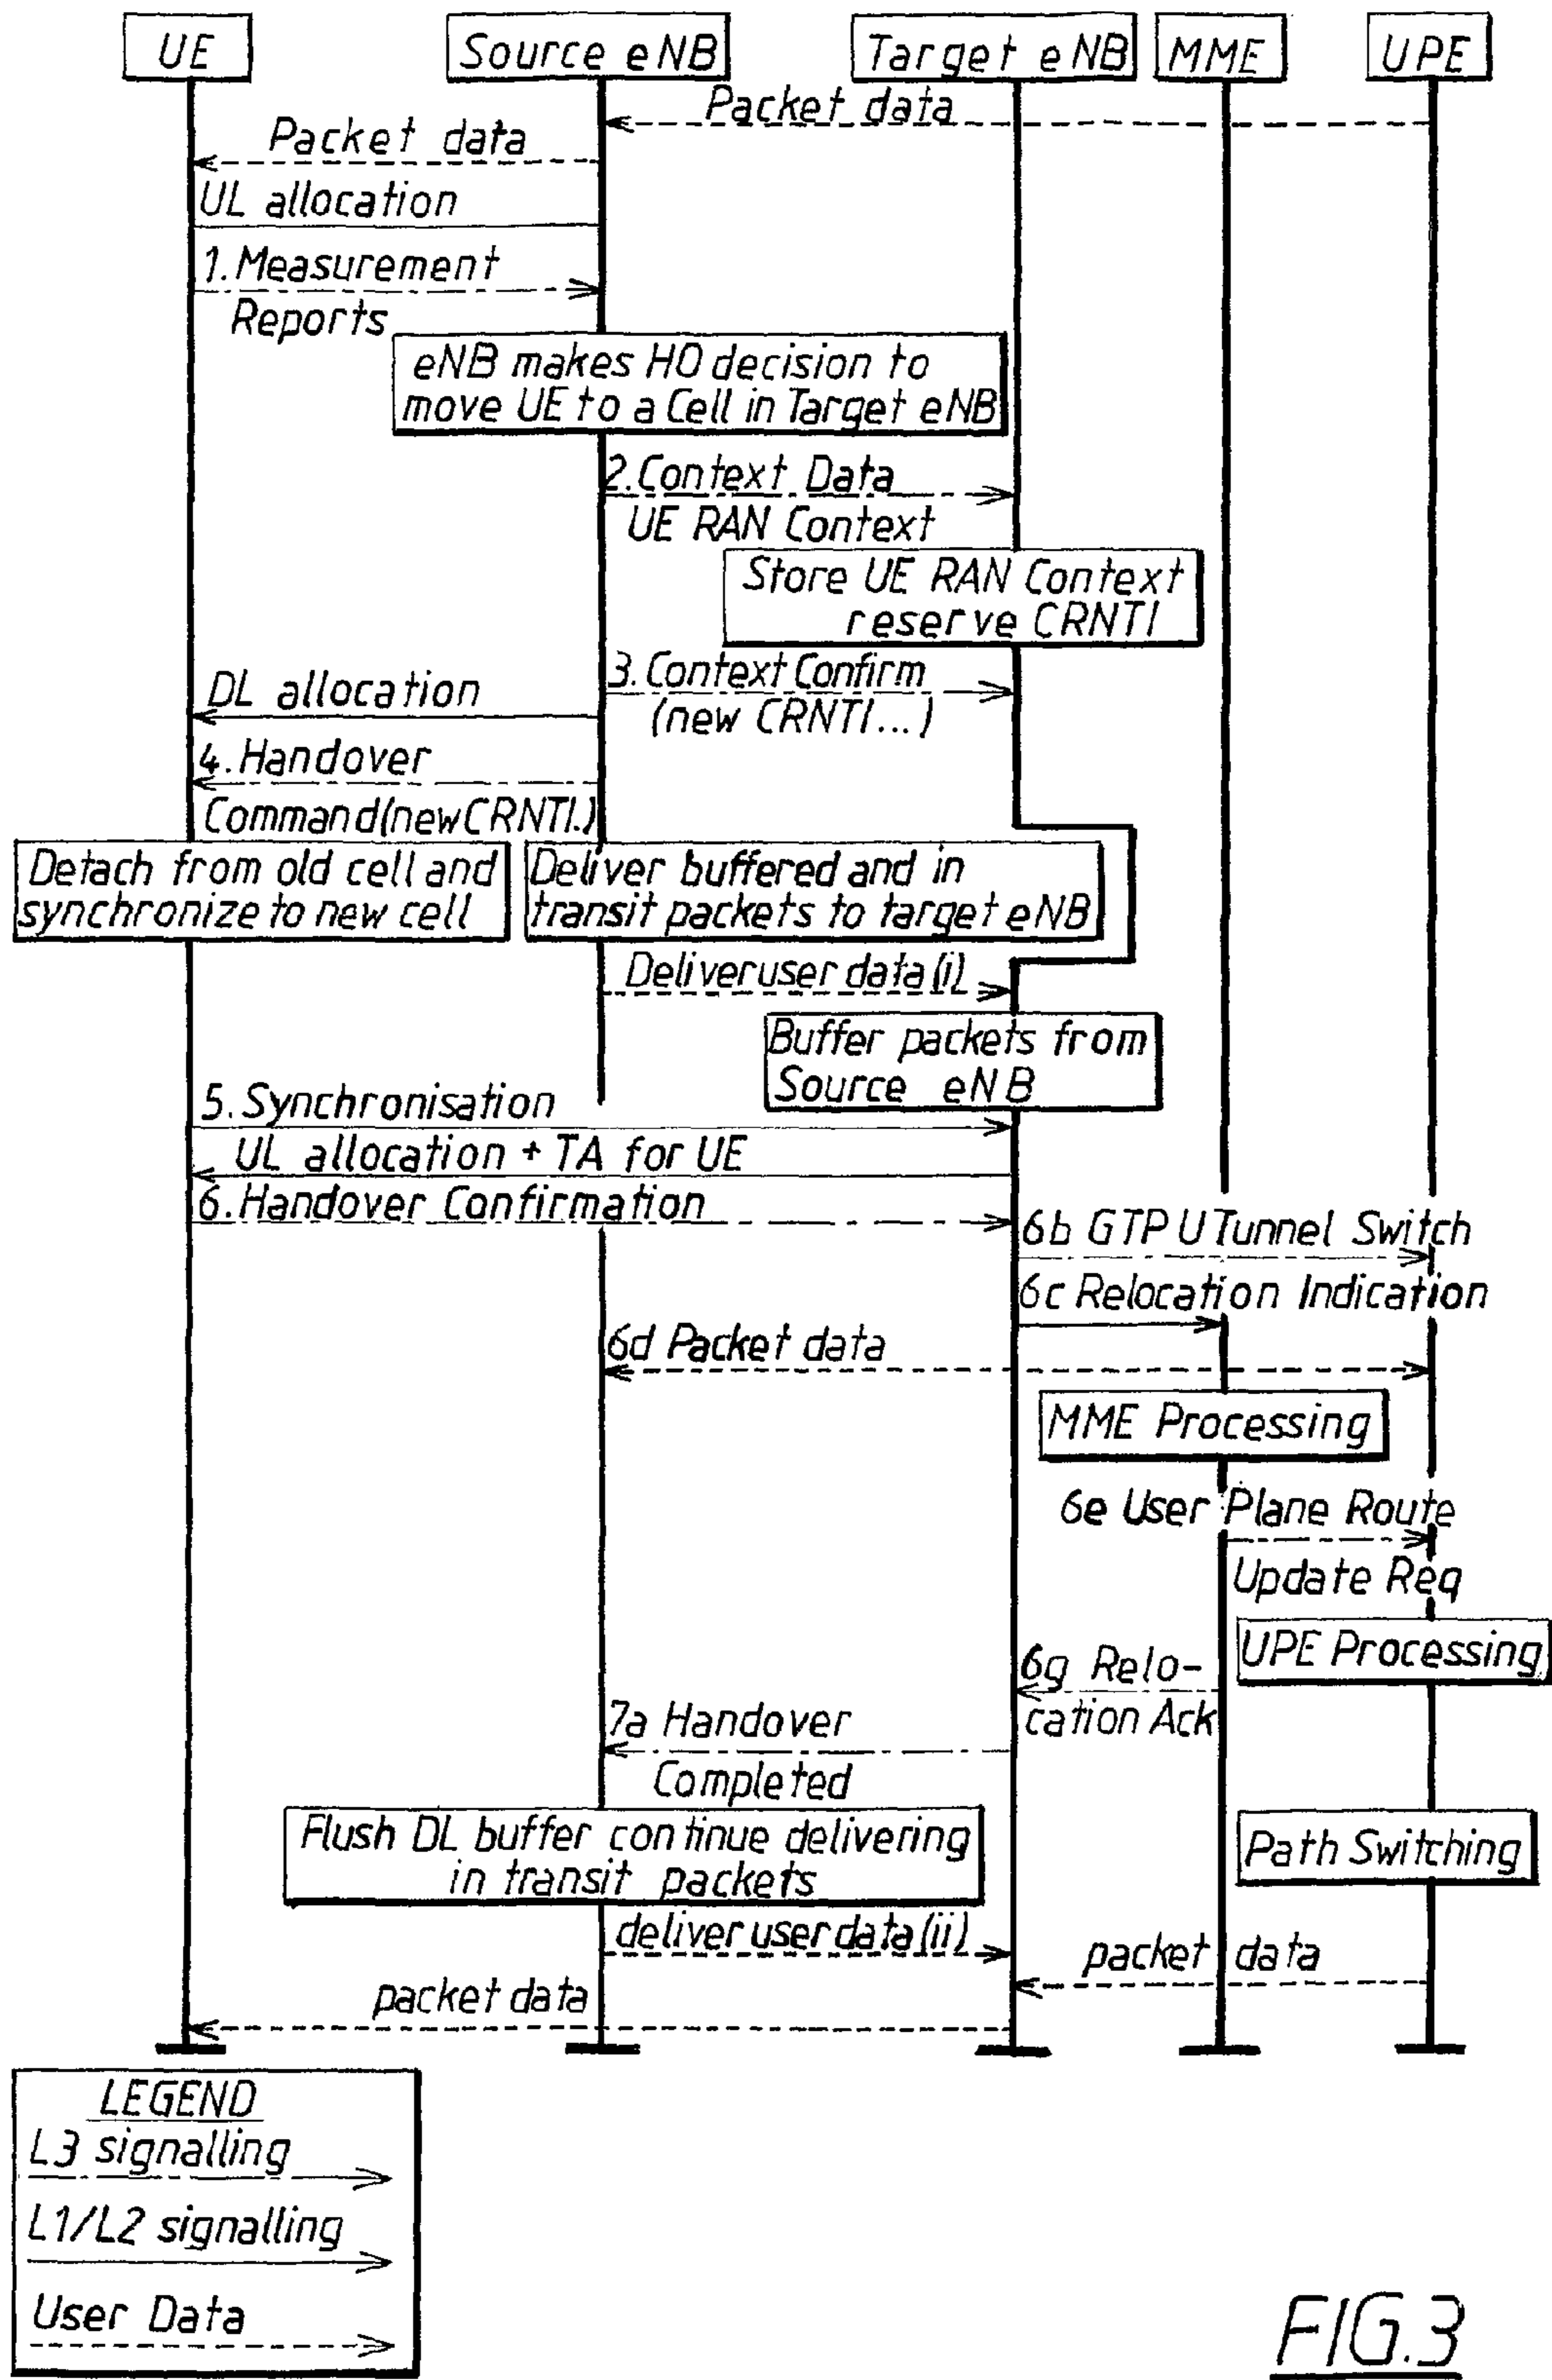 UE
Source eNB
Target eNB
MME
UPE
Packet data
Packet data
UL allocation
1. Measurement
Reports
eNB makes HO decision to
move UE to a Cell in Target eNB
2. Context Data
UE RAN Context
Store UE RAN Context
reserve CRNTI
3. Context Confirm
(new CRNTI...)
DL allocation
4. Handover
Command(new CRNTI.)
Detach from old cell and
synchronize to new cell
Deliver buffered and in
transit packets to target eNB
Deliver user data(i)
Buffer packets from
Source eNB
5. Synchronisation
UL allocation + TA for UE
6. Handover Confirmation
6b GTP U Tunnel Switch
6c Relocation Indication
6d Packet data
MME Processing
6e User Plane Route
Update Req
UPE Processing
6g Relo-
cation Ack
7a Handover
Completed
Flush DL buffer continue delivering
in transit packets
Path Switching
deliver user data(ii)
packet data
packet data
LEGEND
L3 signalling
L1/L2 signalling
User Data
FIG.3